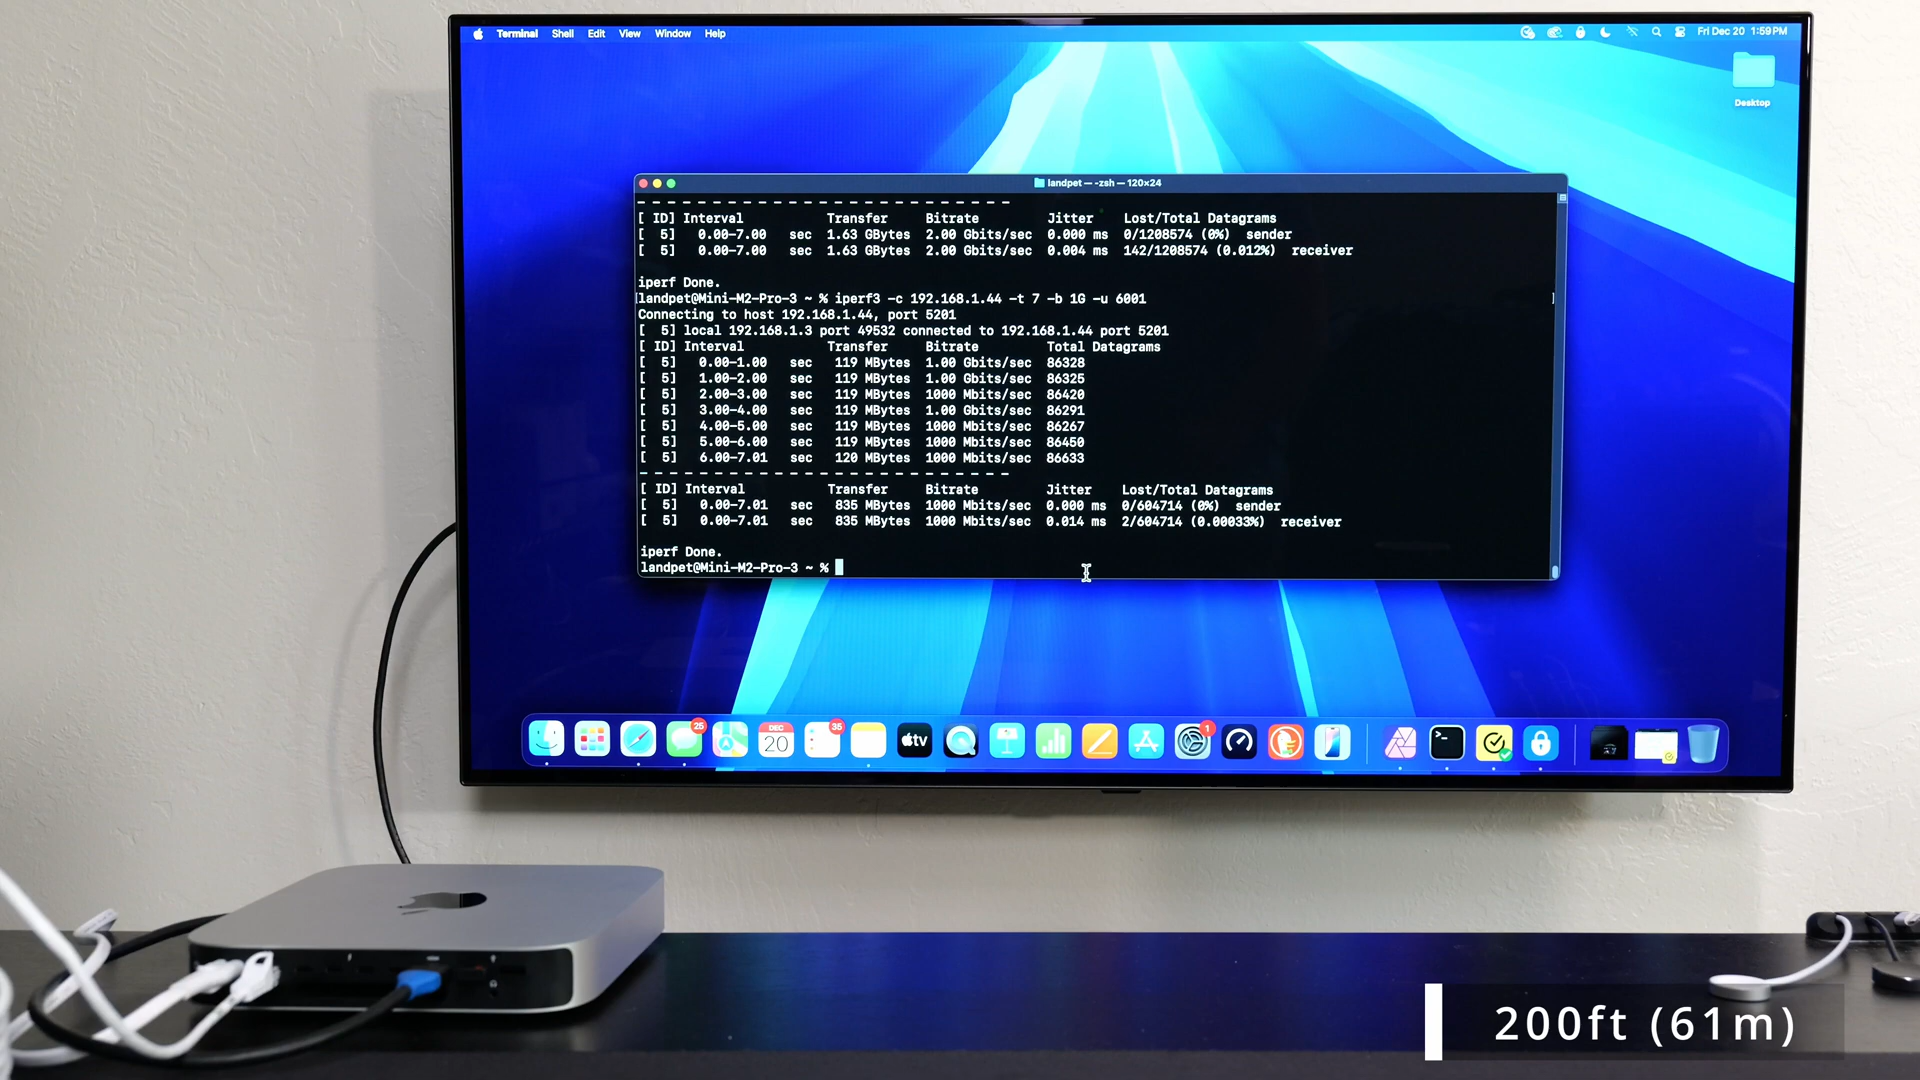 Terminal Shell Edit View Window Help
Fri Dec 20 1:59 PM
Desktop
landpet — -zsh — 120×24
- - - - - - - - - - - - - - - - - - - - - - - - -
[ ID] Interval Transfer Bitrate Jitter Lost/Total Datagrams
[ 5] 0.00-7.00 sec 1.63 GBytes 2.00 Gbits/sec 0.000 ms 0/1208574 (0%) sender
[ 5] 0.00-7.00 sec 1.63 GBytes 2.00 Gbits/sec 0.004 ms 142/1208574 (0.012%) receiver
iperf Done.
[landpet@Mini-M2-Pro-3 ~ % iperf3 -c 192.168.1.44 -t 7 -b 1G -u 6001 ]
Connecting to host 192.168.1.44, port 5201
[ 5] local 192.168.1.3 port 49532 connected to 192.168.1.44 port 5201
[ ID] Interval Transfer Bitrate Total Datagrams
[ 5] 0.00-1.00 sec 119 MBytes 1.00 Gbits/sec 86328
[ 5] 1.00-2.00 sec 119 MBytes 1.00 Gbits/sec 86325
[ 5] 2.00-3.00 sec 119 MBytes 1000 Mbits/sec 86420
[ 5] 3.00-4.00 sec 119 MBytes 1.00 Gbits/sec 86291
[ 5] 4.00-5.00 sec 119 MBytes 1000 Mbits/sec 86267
[ 5] 5.00-6.00 sec 119 MBytes 1000 Mbits/sec 86450
[ 5] 6.00-7.01 sec 120 MBytes 1000 Mbits/sec 86633
- - - - - - - - - - - - - - - - - - - - - - - - -
[ ID] Interval Transfer Bitrate Jitter Lost/Total Datagrams
[ 5] 0.00-7.01 sec 835 MBytes 1000 Mbits/sec 0.000 ms 0/604714 (0%) sender
[ 5] 0.00-7.01 sec 835 MBytes 1000 Mbits/sec 0.014 ms 2/604714 (0.00033%) receiver
iperf Done.
landpet@Mini-M2-Pro-3 ~ %
25
DEC
20
35
tv
1
200ft (61m)